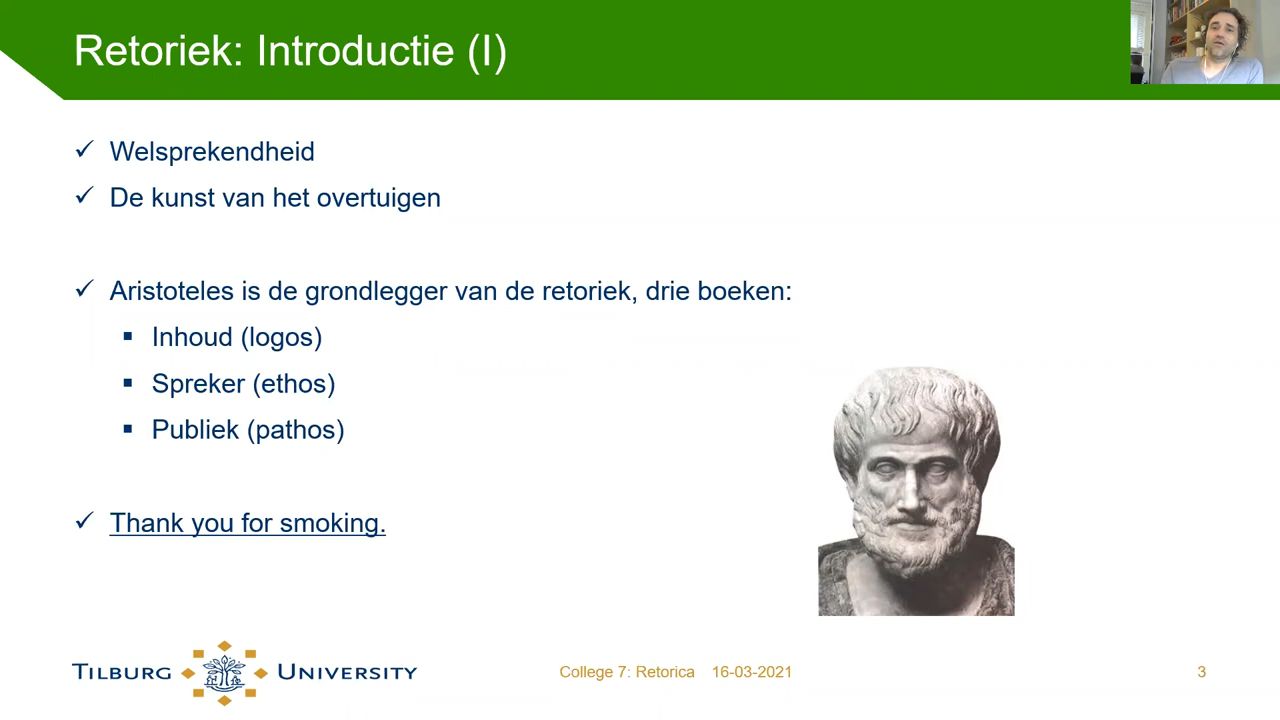 Retoriek: Introductie (I)
Welsprekendheid
De kunst van het overtuigen
Aristoteles is de grondlegger van de retoriek, drie boeken:
Inhoud (logos)
Spreker (ethos)
Publiek (pathos)
Thank you for smoking.
TILBURG UNIVERSITY
College 7: Retorica 16-03-2021
3